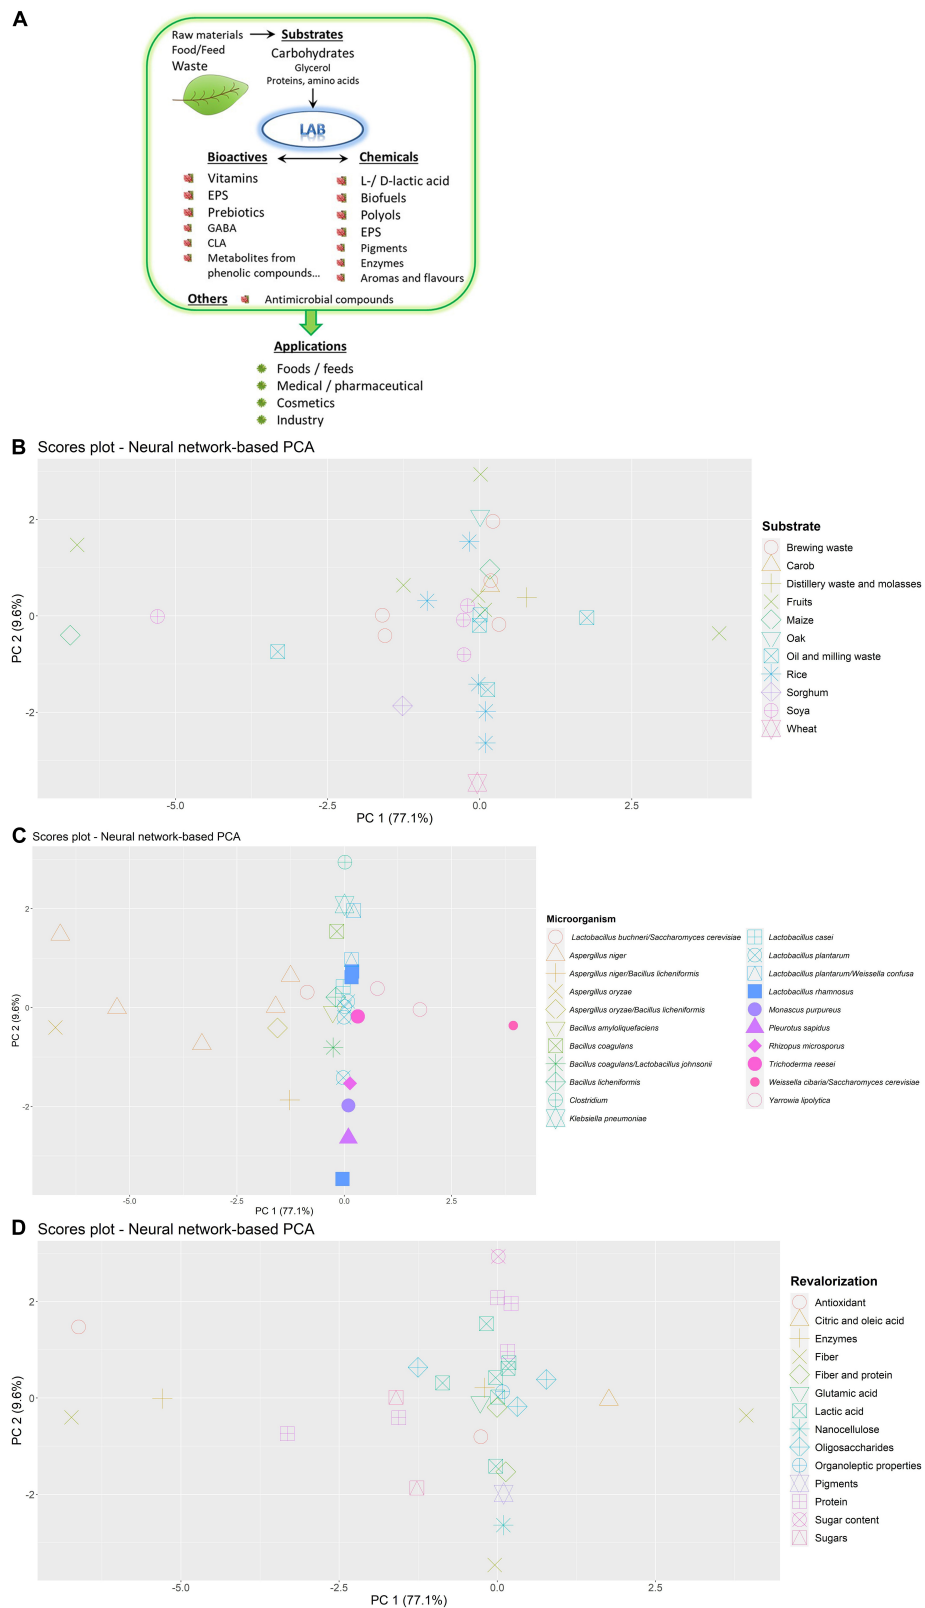 A
Raw materials
Food/Feed
Waste
Substrates
Carbohydrates
Glycerol
Proteins, amino acids
LAB
Bioactives
Vitamins
EPS
Prebiotics
GABA
CLA
Metabolites from
phenolic compounds...
Chemicals
L-/ D-lactic acid
Biofuels
Polyols
EPS
Pigments
Enzymes
Aromas and flavours
Others
Antimicrobial compounds
Applications
Foods / feeds
Medical / pharmaceutical
Cosmetics
Industry
B
Scores plot - Neural network-based PCA
PC 2 (9.6%)
2
0
-2
-5.0
-2.5
0.0
2.5
PC 1 (77.1%)
Substrate
Brewing waste
Carob
Distillery waste and molasses
Fruits
Maize
Oak
Oil and milling waste
Rice
Sorghum
Soya
Wheat
C
Scores plot - Neural network-based PCA
PC 2 (9.6%)
2
0
-2
-5.0
-2.5
0.0
2.5
PC 1 (77.1%)
Microorganism
Lactobacillus buchneri/Saccharomyces cerevisiae
Aspergillus niger
Aspergillus niger/Bacillus licheniformis
Aspergillus oryzae
Aspergillus oryzae/Bacillus licheniformis
Bacillus amyloliquefaciens
Bacillus coagulans
Bacillus coagulans/Lactobacillus johnsonii
Bacillus licheniformis
Clostridium
Klebsiella pneumoniae
Lactobacillus casei
Lactobacillus plantarum
Lactobacillus plantarum/Weissella confusa
Lactobacillus rhamnosus
Monascus purpureus
Pleurotus sapidus
Rhizopus microsporus
Trichoderma reesei
Weissella cibaria/Saccharomyces cerevisiae
Yarrowia lipolytica
D
Scores plot - Neural network-based PCA
PC 2 (9.6%)
2
0
-2
-5.0
-2.5
0.0
2.5
PC 1 (77.1%)
Revalorization
Antioxidant
Citric and oleic acid
Enzymes
Fiber
Fiber and protein
Glutamic acid
Lactic acid
Nanocellulose
Oligosaccharides
Organoleptic properties
Pigments
Protein
Sugar content
Sugars